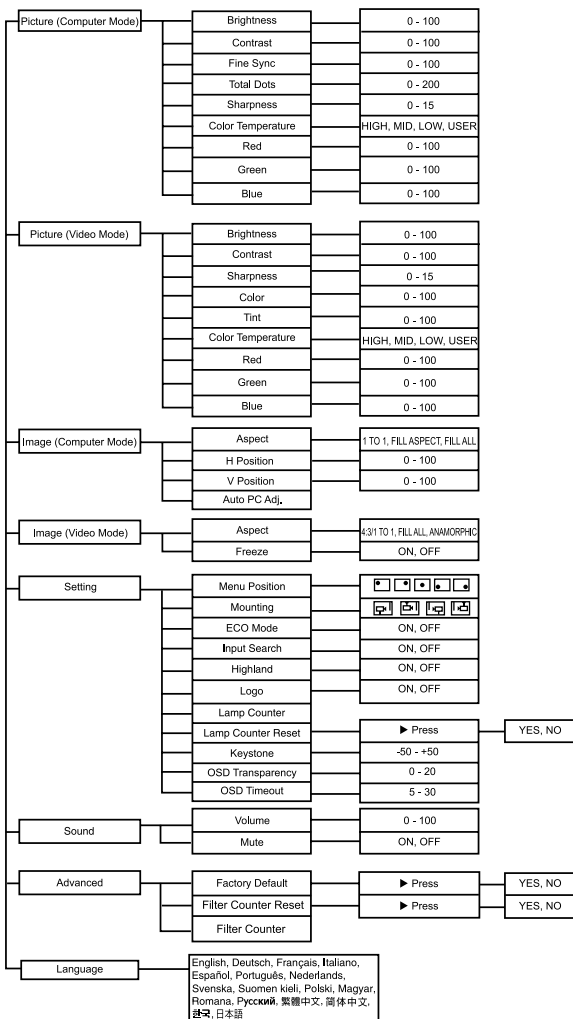 Picture (Computer Mode)
Brightness 0 - 100
Contrast 0 - 100
Fine Sync 0 - 100
Total Dots 0 - 200
Sharpness 0 - 15
Color Temperature HIGH, MID, LOW, USER
Red 0 - 100
Green 0 - 100
Blue 0 - 100
Picture (Video Mode)
Brightness 0 - 100
Contrast 0 - 100
Sharpness 0 - 15
Color 0 - 100
Tint 0 - 100
Color Temperature HIGH, MID, LOW, USER
Red 0 - 100
Green 0 - 100
Blue 0 - 100
Image (Computer Mode)
Aspect 1 TO 1, FILL ASPECT, FILL ALL
H Position 0 - 100
V Position 0 - 100
Auto PC Adj.
Image (Video Mode)
Aspect 4:3/1 TO 1, FILL ALL, ANAMORPHIC
Freeze ON, OFF
Setting
Menu Position
Mounting
ECO Mode ON, OFF
Input Search ON, OFF
Highland ON, OFF
Logo ON, OFF
Lamp Counter
Lamp Counter Reset ▶ Press YES, NO
Keystone -50 - +50
OSD Transparency 0 - 20
OSD Timeout 5 - 30
Sound
Volume 0 - 100
Mute ON, OFF
Advanced
Factory Default ▶ Press YES, NO
Filter Counter Reset ▶ Press YES, NO
Filter Counter
Language
English, Deutsch, Français, Italiano,
Español, Português, Nederlands,
Svenska, Suomen kieli, Polski, Magyar,
Romana, Русский, 繁體中文, 简体中文,
한국, 日本語